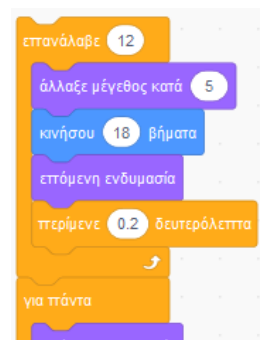 επανάλαβε 12
άλλαξε μέγεθος κατά 5
κινήσου 18 βήματα
επόμενη ενδυμασία
περίμενε 0.2 δευτερόλεπτα
για πάντα